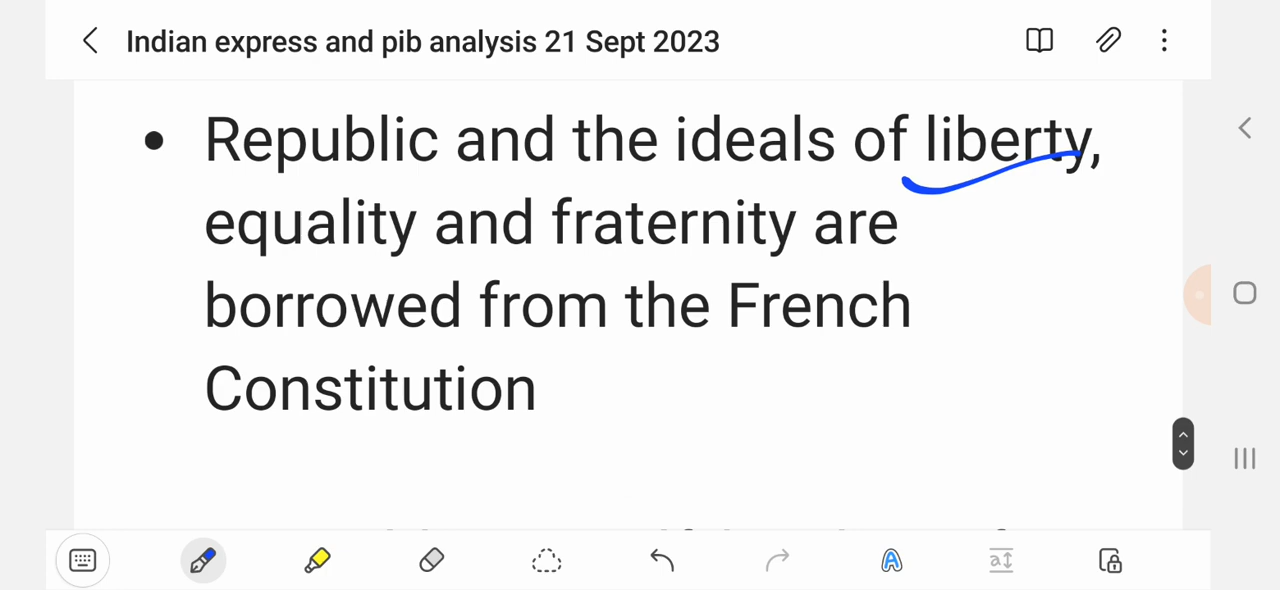 Indian express and pib analysis 21 Sept 2023
• Republic and the ideals of liberty,
equality and fraternity are
borrowed from the French
Constitution